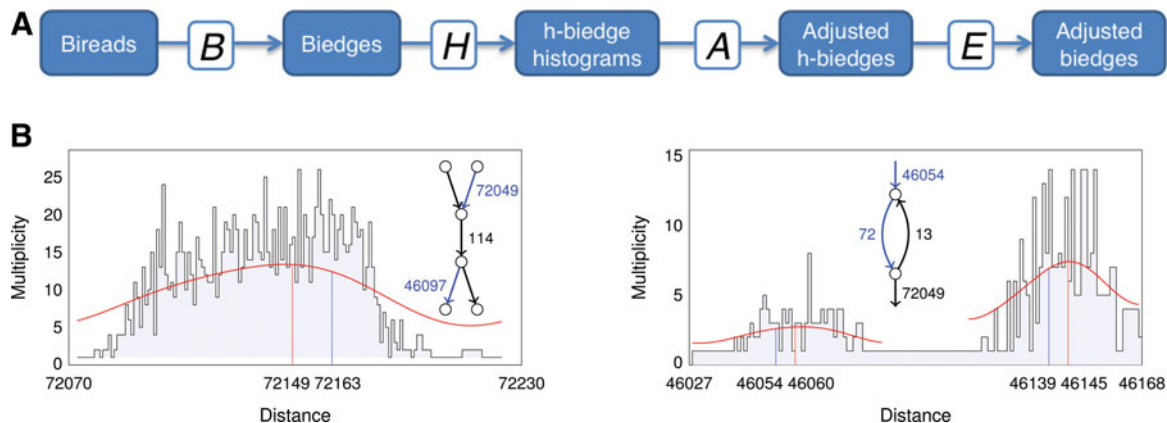 A
Bireads
B
Biedges
H
h-biedge
histograms
A
Adjusted
h-biedges
E
Adjusted
biedges
B
Multiplicity
25
20
15
10
5
0
72049
114
46097
72070
72149 72163
72230
Distance
Multiplicity
15
10
5
0
46054
72
13
72049
46027
46054 46060
46139 46145 46168
Distance